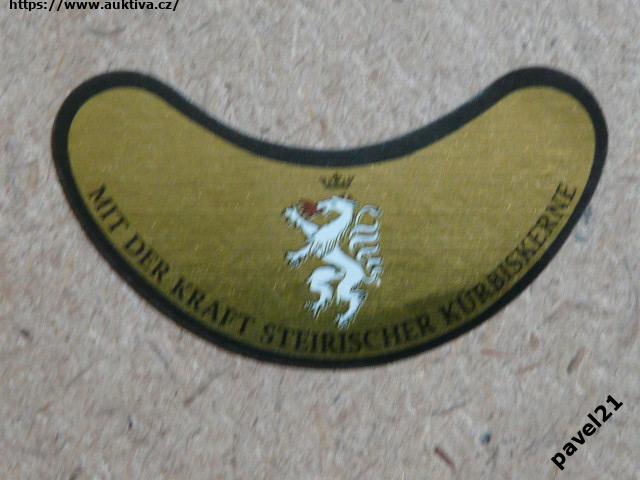 https://www.auktiva.cz/
MIT DER KRAFT STEIRISCHER KÜRBISKERNE
pavel21